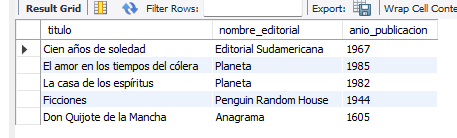 Result Grid Filter Rows: Export: Wrap Cell Conte
titulo nombre_editorial anio_publicacion
Cien años de soledad Editorial Sudamericana 1967
El amor en los tiempos del cólera Planeta 1985
La casa de los espíritus Planeta 1982
Ficciones Penguin Random House 1944
Don Quijote de la Mancha Anagrama 1605